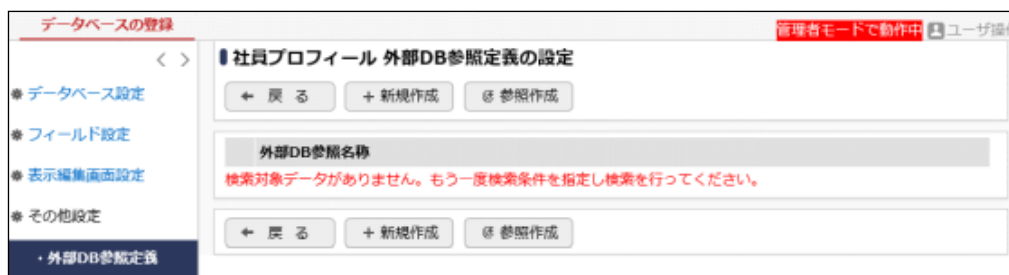 データベースの登録
管理者モードで動作中 ユーザ操作
< >
社員プロフィール 外部DB参照定義の設定
データベース設定
← 戻 る + 新規作成 参照作成
フィールド設定
外部DB参照名称
表示編集画面設定
検索対象データがありません。もう一度検索条件を指定し検索を行ってください。
その他設定
← 戻 る + 新規作成 参照作成
・外部DB参照定義